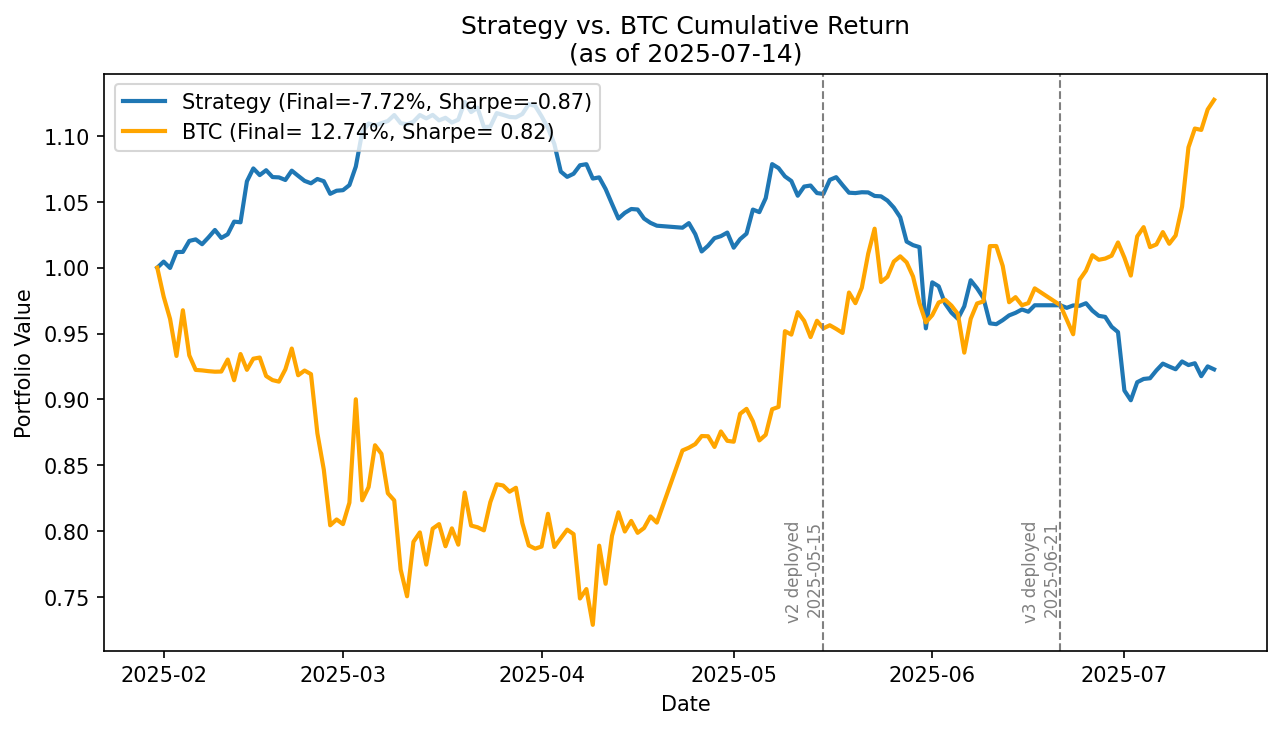 Strategy vs. BTC Cumulative Return
(as of 2025-07-14)
Strategy (Final=-7.72%, Sharpe=-0.87)
BTC (Final= 12.74%, Sharpe= 0.82)
Portfolio Value
1.10
1.05
1.00
0.95
0.90
0.85
0.80
0.75
v2 deployed
2025-05-15
v3 deployed
2025-06-21
2025-02
2025-03
2025-04
2025-05
2025-06
2025-07
Date